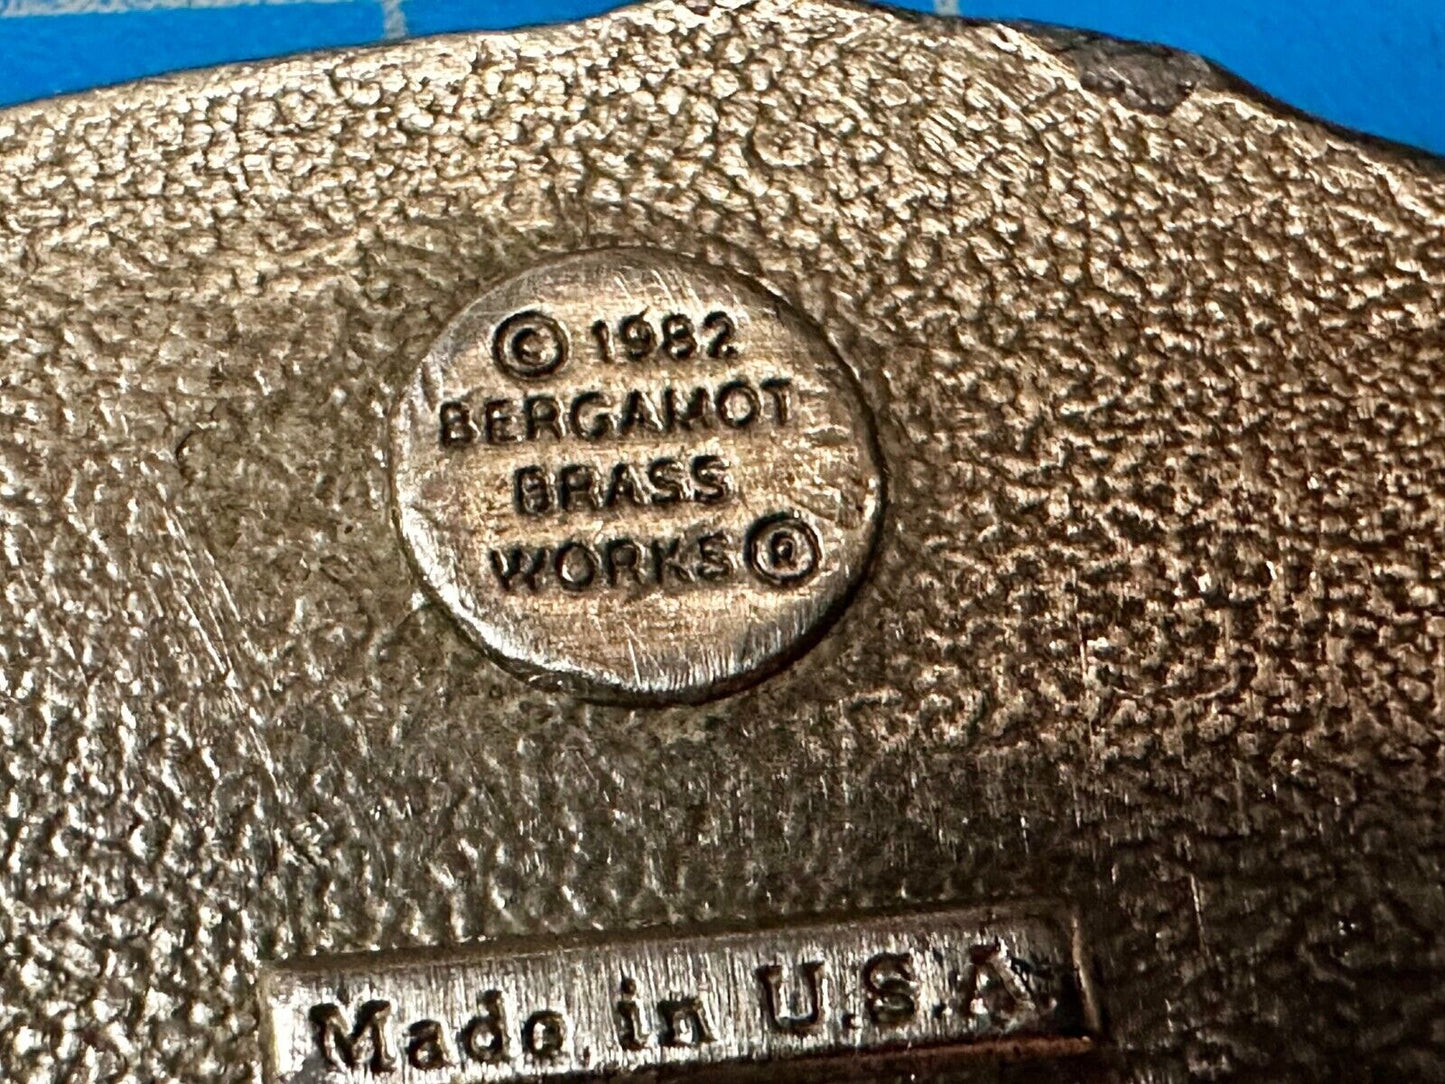 © 1982
BERGAMOT
BRASS
WORKS ®
Made in U.S.A